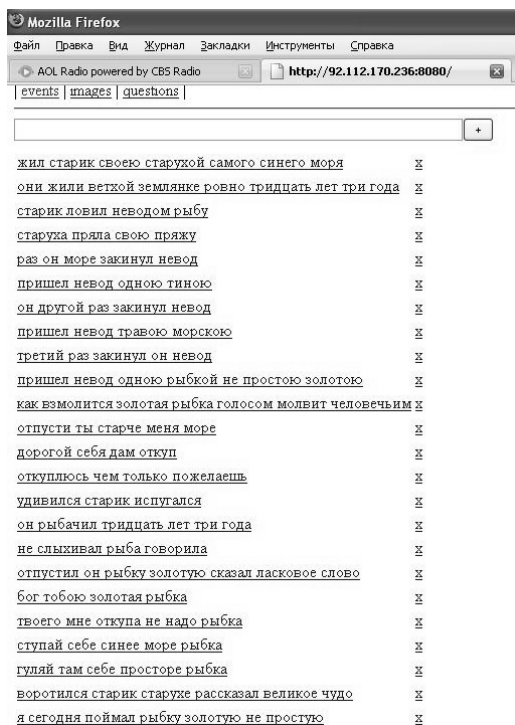 Mozilla Firefox
Файл Правка Вид Журнал Закладки Инструменты Справка
AOL Radio powered by CBS Radio http://92.112.170.236:8080/
| events | images | questions |
+
жил старик своею старухой самого синего моря x
они жили ветхой землянке ровно тридцать лет три года x
старик ловил неводом рыбу x
старуха пряла свою пряжу x
раз он море закинул невод x
пришел невод одною тиною x
он другой раз закинул невод x
пришел невод травою морскою x
третий раз закинул он невод x
пришел невод одною рыбкой не простою золотою x
как взмолится золотая рыбка голосом молвит человечьим x
отпусти ты старче меня море x
дорогой себя дам откуп x
откуплюсь чем только пожелаешь x
удивился старик испугался x
он рыбачил тридцать лет три года x
не слыхивал рыба говорила x
отпустил он рыбку золотую сказал ласковое слово x
бог тобою золотая рыбка x
твоего мне откупа не надо рыбка x
ступай себе синее море рыбка x
гуляй там себе просторе рыбка x
воротился старик старухе рассказал великое чудо x
я сегодня поймал рыбку золотую не простую x